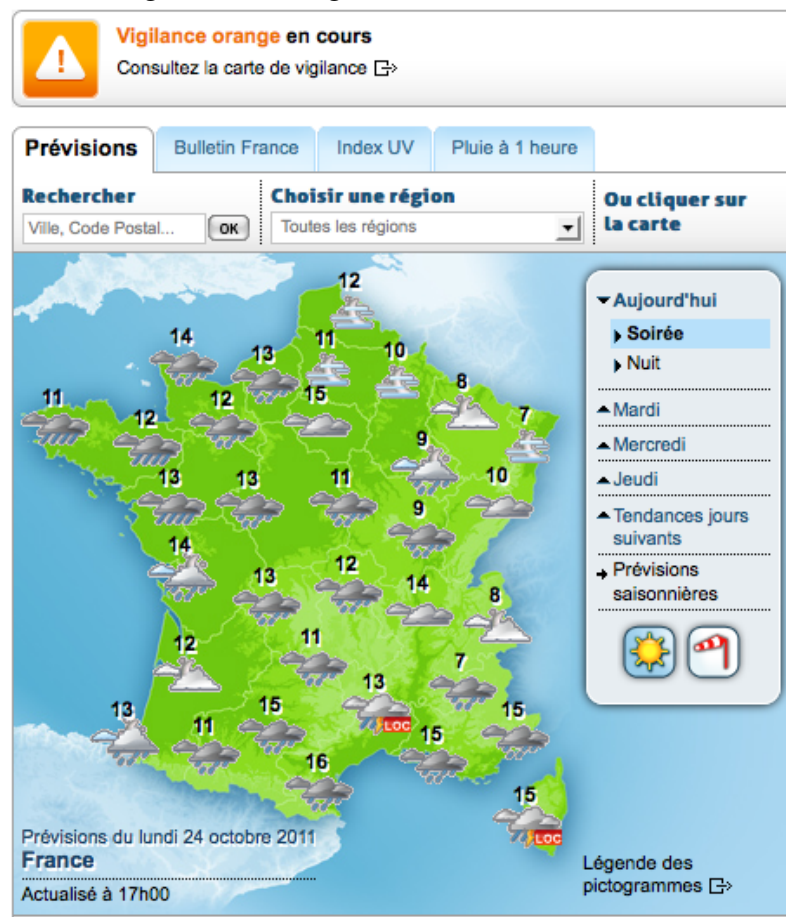 Vigilance orange en cours
Consultez la carte de vigilance
Prévisions
Bulletin France
Index UV
Pluie à 1 heure
Rechercher
Ville, Code Postal...
OK
Choisir une région
Toutes les régions
Ou cliquer sur
la carte
12
14
13
11
10
8
11
12
12
15
9
7
13
13
11
10
9
14
13
12
14
8
12
11
13
7
13
11
15
15
15
16
15
LOC
LOC
Aujourd'hui
Soirée
Nuit
Mardi
Mercredi
Jeudi
Tendances jours
suivants
Prévisions
saisonnières
Prévisions du lundi 24 octobre 2011
France
Actualisé à 17h00
Légende des
pictogrammes